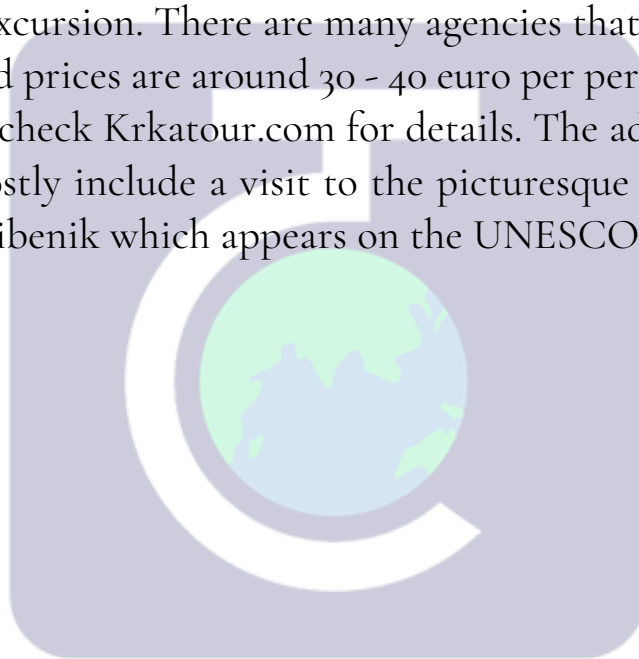 xcursion. There are many agencies that
d prices are around 30 - 40 euro per per
check Krkatour.com for details. The ad
ostly include a visit to the picturesque
ibenik which appears on the UNESCO